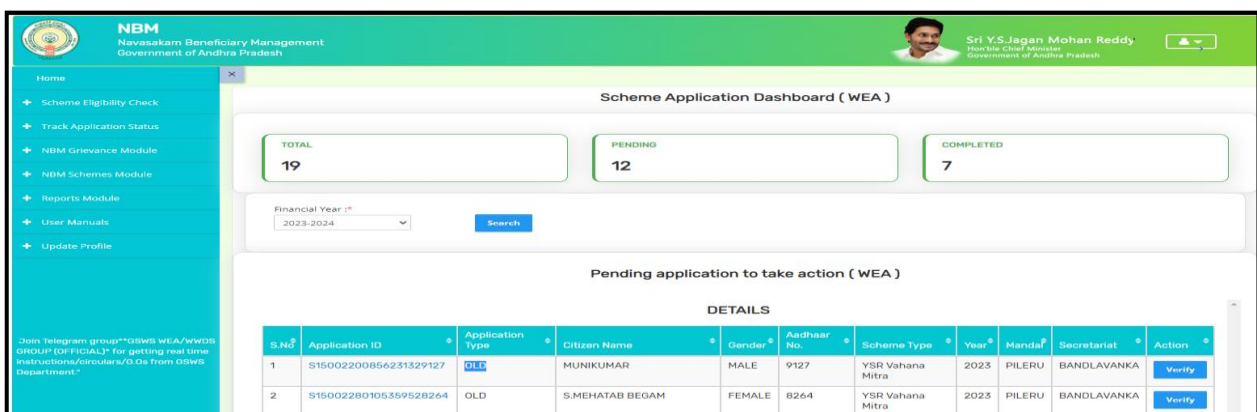 NBM
Navasakam Beneficiary Management
Government of Andhra Pradesh
Sri Y.S.Jagan Mohan Reddy
Hon'ble Chief Minister
Government of Andhra Pradesh
Home
Scheme Eligibility Check
Track Application Status
NBM Grievance Module
NBM Schemes Module
Reports Module
User Manuals
Update Profile
Join Telegram group"*GSWS WEA/WWDS
GROUP (OFFICIAL)* for getting real time
instructions/circulars/G.Os from GSWS
Department."
×
Scheme Application Dashboard ( WEA )
TOTAL
19
PENDING
12
COMPLETED
7
Financial Year :*
2023-2024
Search
Pending application to take action ( WEA )
DETAILS
S.No Application ID Application Type Citizen Name Gender Aadhaar No. Scheme Type Year Mandal Secretariat Action
1 S15002200856231329127 OLD MUNIKUMAR MALE 9127 YSR Vahana Mitra 2023 PILERU BANDLAVANKA Verify
2 S15002280105359528264 OLD S.MEHATAB BEGAM FEMALE 8264 YSR Vahana Mitra 2023 PILERU BANDLAVANKA Verify